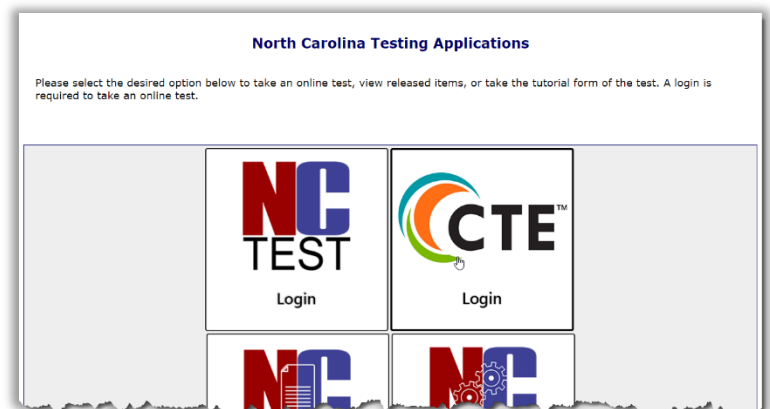 North Carolina Testing Applications
Please select the desired option below to take an online test, view released items, or take the tutorial form of the test. A login is
required to take an online test.
NC
TEST
Login
CTE™
Login
NC
NC